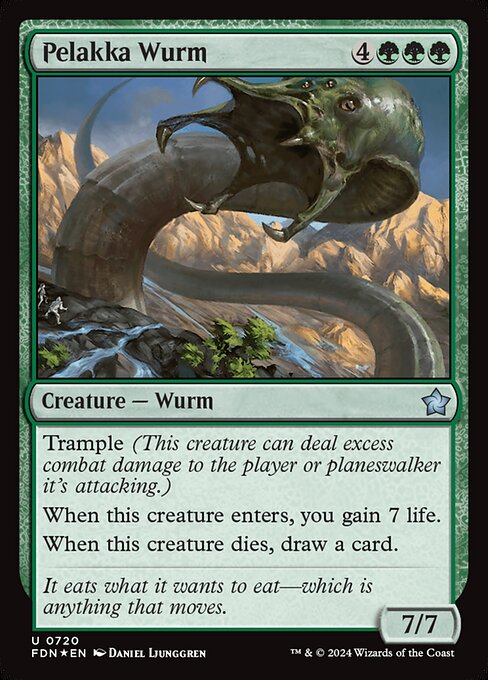 Pelakka Wurm 4
Creature — Wurm
Trample (This creature can deal excess
combat damage to the player or planeswalker
it's attacking.)
When this creature enters, you gain 7 life.
When this creature dies, draw a card.
It eats what it wants to eat—which is
anything that moves.
7/7
U 0720
FDN★EN Daniel Ljunggren
™ & © 2024 Wizards of the Coast